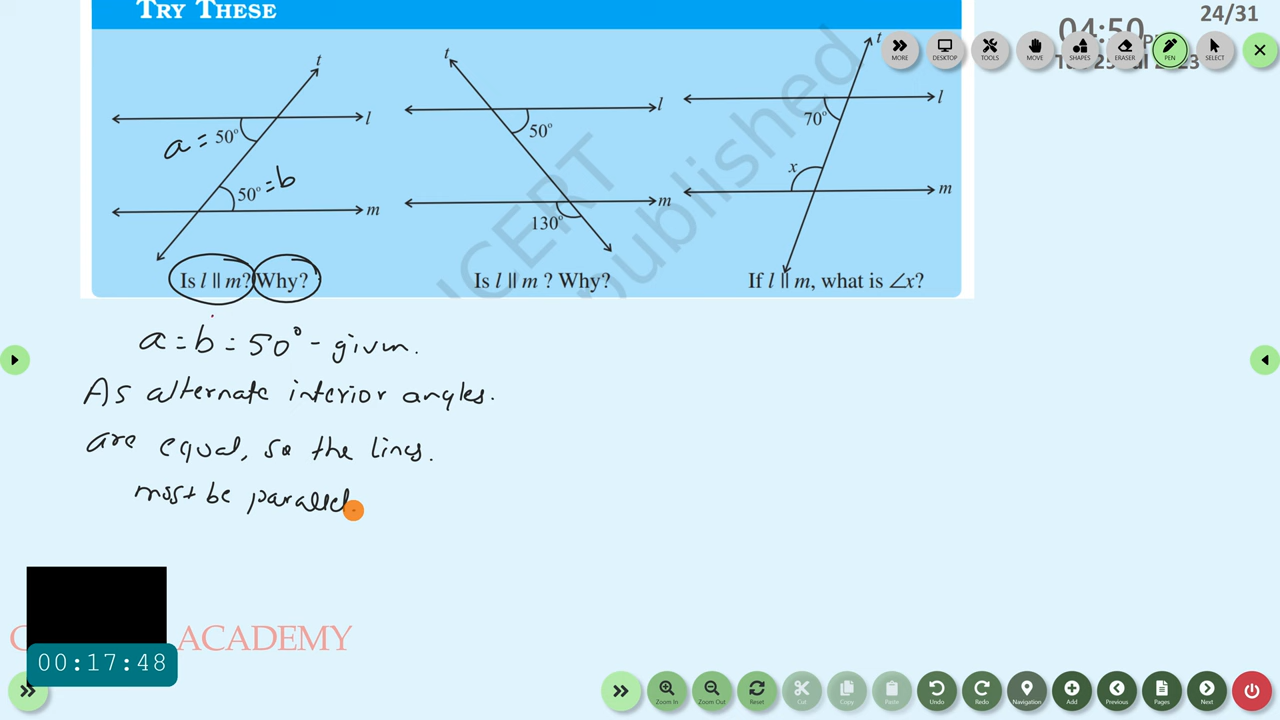 TRY THESE
24/31
04:50
t
l
a = 50°
50° = b
m
Is l || m? Why?
t
l
50°
m
130°
Is l || m ? Why?
t
l
70°
x
m
If l || m, what is ∠x?
published
MORE
DESKTOP
TOOLS
MOVE
SHAPES
ERASER
PEN
SELECT
a = b = 50° - given.
As alternate interior angles.
are equal, so the lines.
must be parallel.
ACADEMY
00:17:48
Zoom In
Zoom Out
Reset
Cut
Copy
Paste
Undo
Redo
Navigation
Add
Previous
Pages
Next